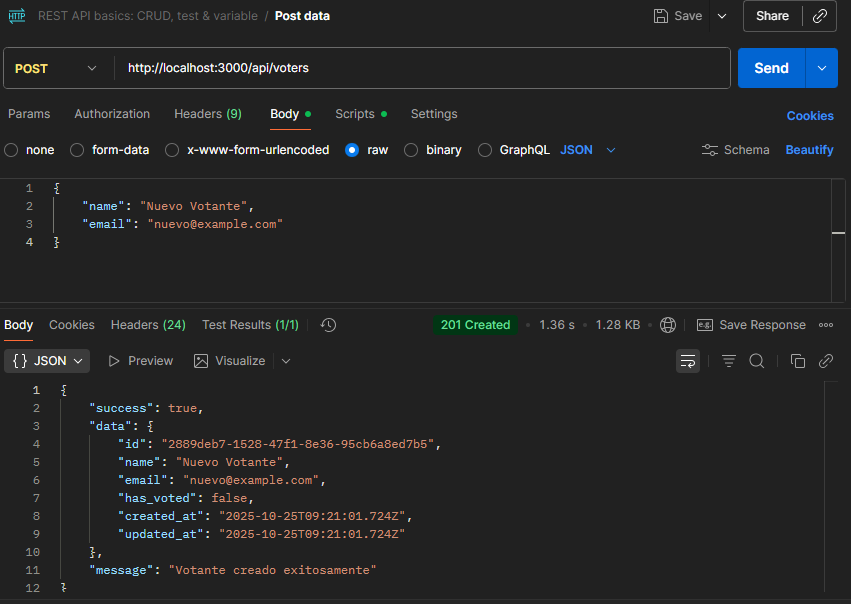 HTTP REST API basics: CRUD, test & variable / Post data Save Share
POST http://localhost:3000/api/voters Send
Params Authorization Headers (9) Body Scripts Settings Cookies
none form-data x-www-form-urlencoded raw binary GraphQL JSON Schema Beautify
1 {
2 "name": "Nuevo Votante",
3 "email": "nuevo@example.com"
4 }
Body Cookies Headers (24) Test Results (1/1) 201 Created 1.36 s 1.28 KB e.g. Save Response
{} JSON Preview Visualize
1 {
2 "success": true,
3 "data": {
4 "id": "2889deb7-1528-47f1-8e36-95cb6a8ed7b5",
5 "name": "Nuevo Votante",
6 "email": "nuevo@example.com",
7 "has_voted": false,
8 "created_at": "2025-10-25T09:21:01.724Z",
9 "updated_at": "2025-10-25T09:21:01.724Z"
10 },
11 "message": "Votante creado exitosamente"
12 }